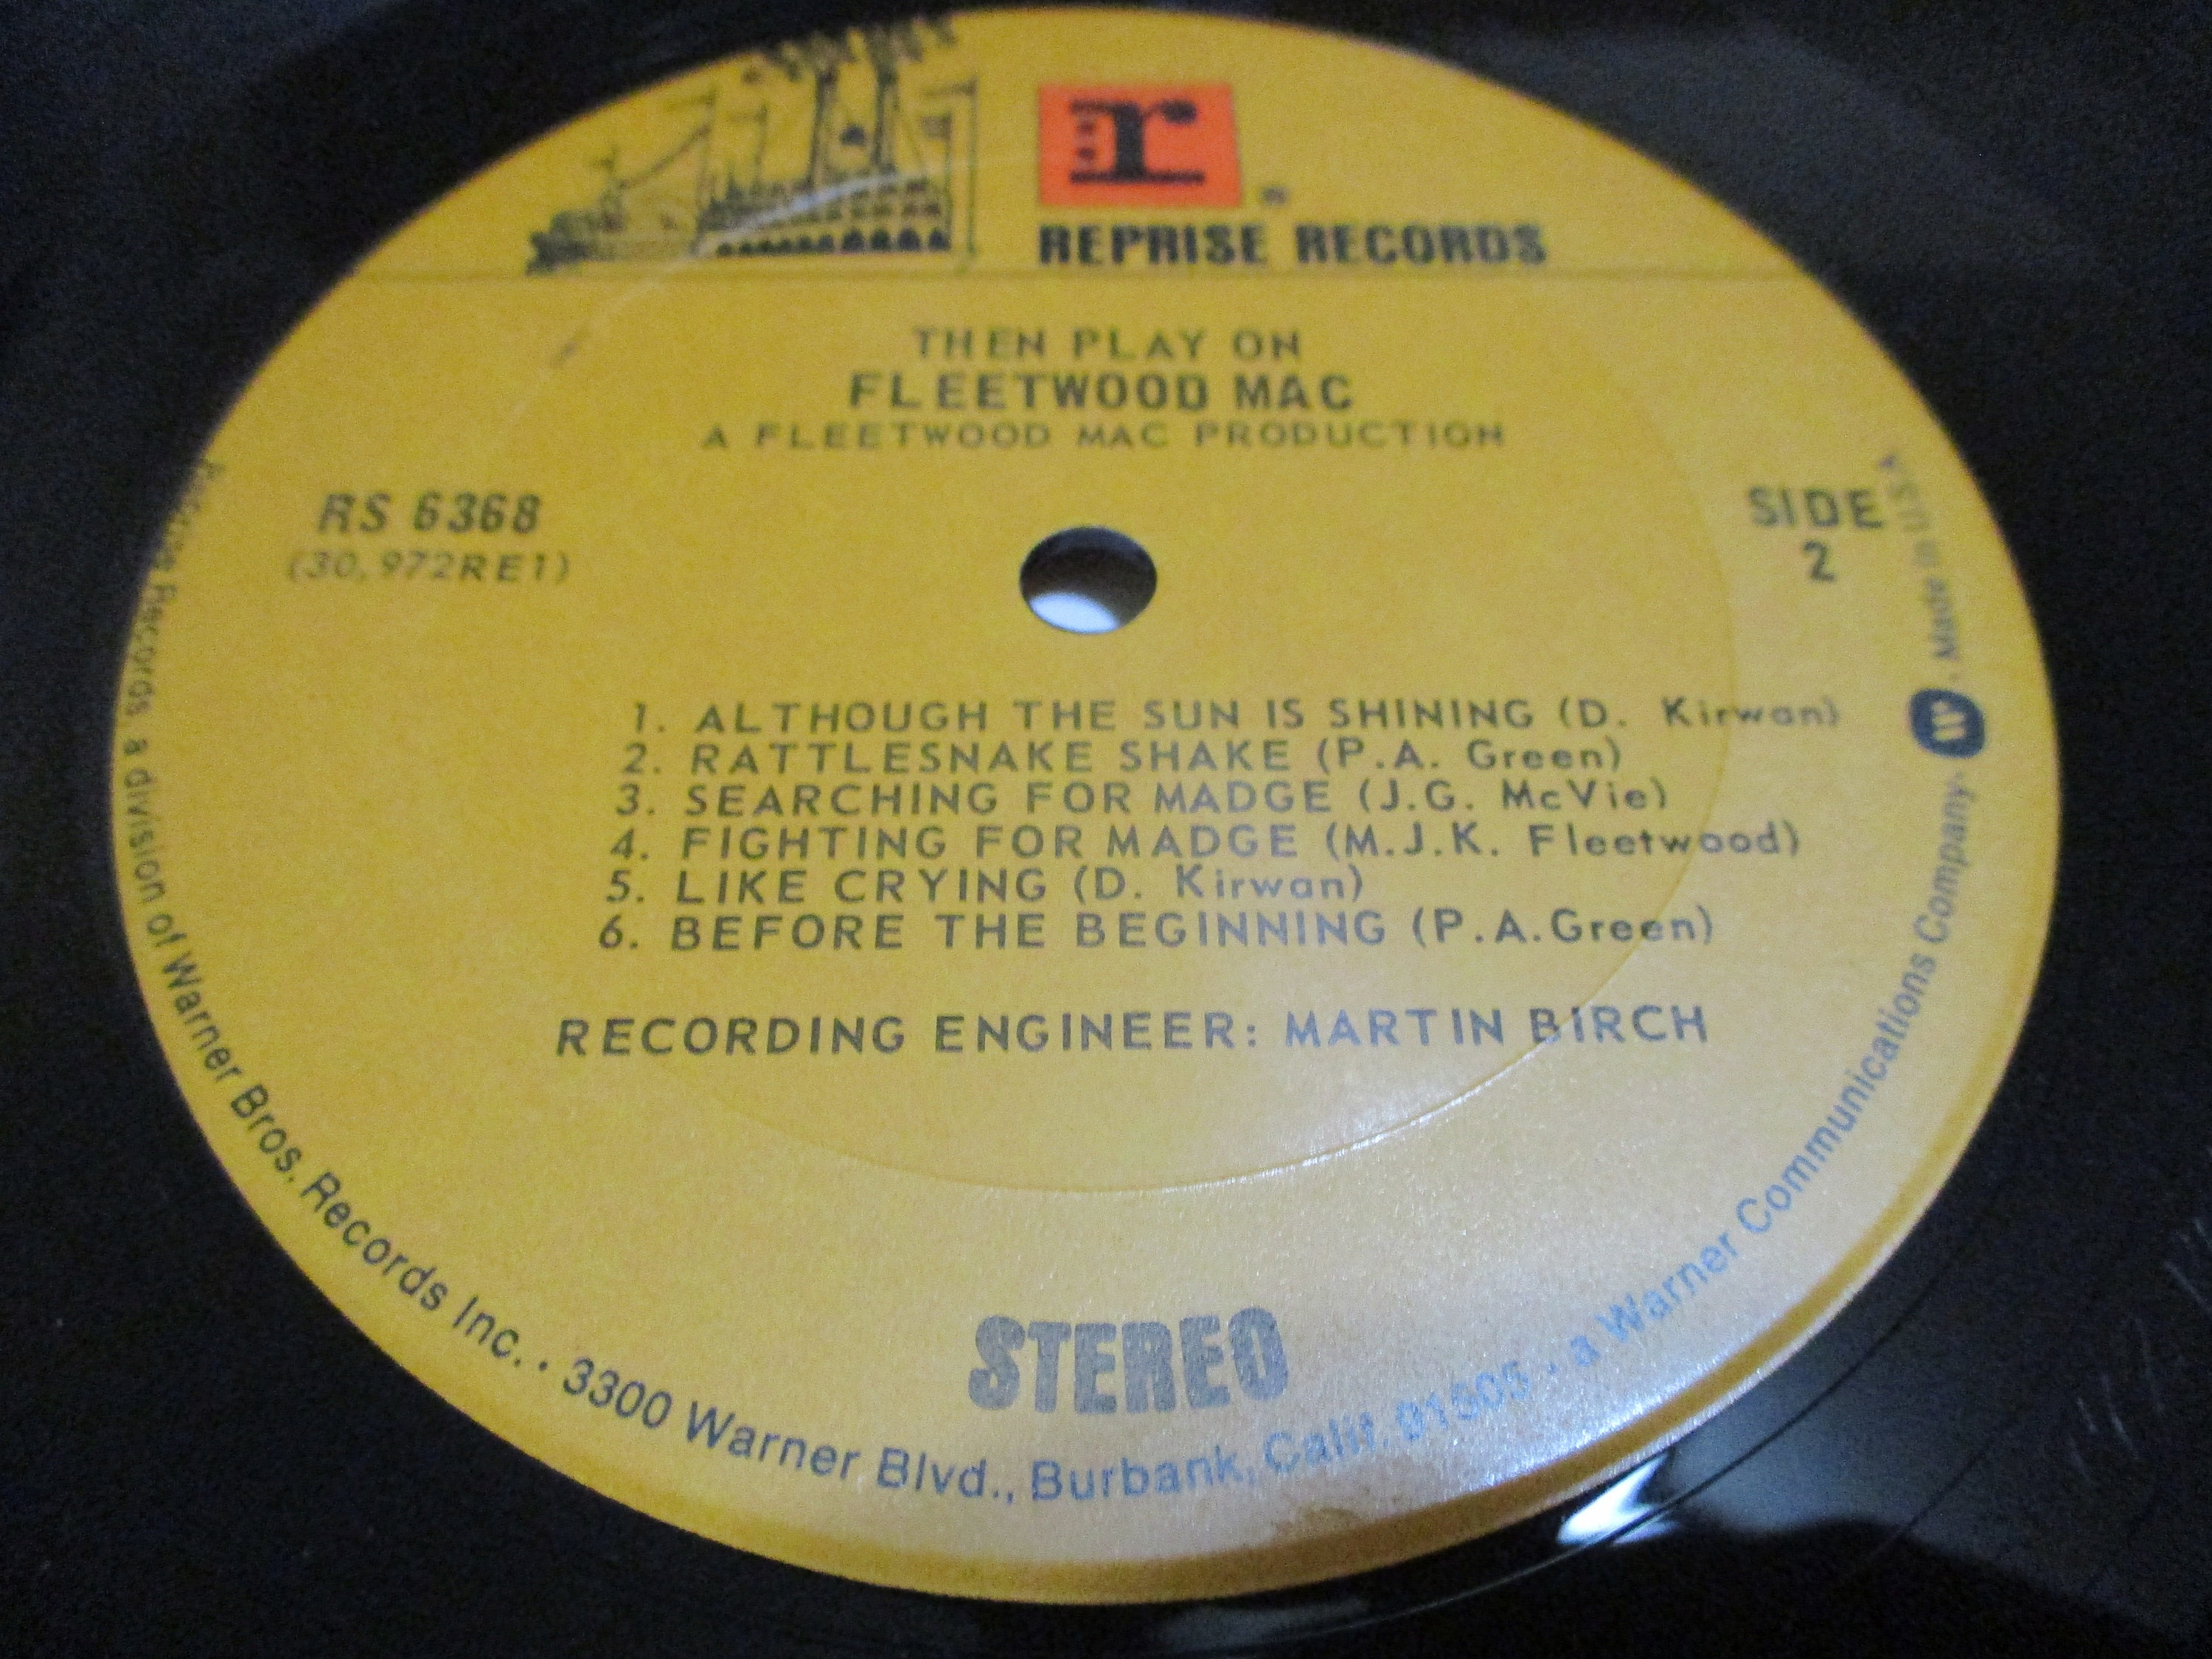 r
REPRISE RECORDS
THEN PLAY ON
FLEETWOOD MAC
A FLEETWOOD MAC PRODUCTION
RS 6368
(30,972RE1)
SIDE
2
1. ALTHOUGH THE SUN IS SHINING (D. Kirwan)
2. RATTLESNAKE SHAKE (P.A. Green)
3. SEARCHING FOR MADGE (J.G. McVie)
4. FIGHTING FOR MADGE (M.J.K. Fleetwood)
5. LIKE CRYING (D. Kirwan)
6. BEFORE THE BEGINNING (P.A.Green)
RECORDING ENGINEER: MARTIN BIRCH
STEREO
Reprise Records a division of Warner Bros. Records Inc. · 3300 Warner Blvd., Burbank, Calif. 91505 · a Warner Communications Company · W · Made in U.S.A.